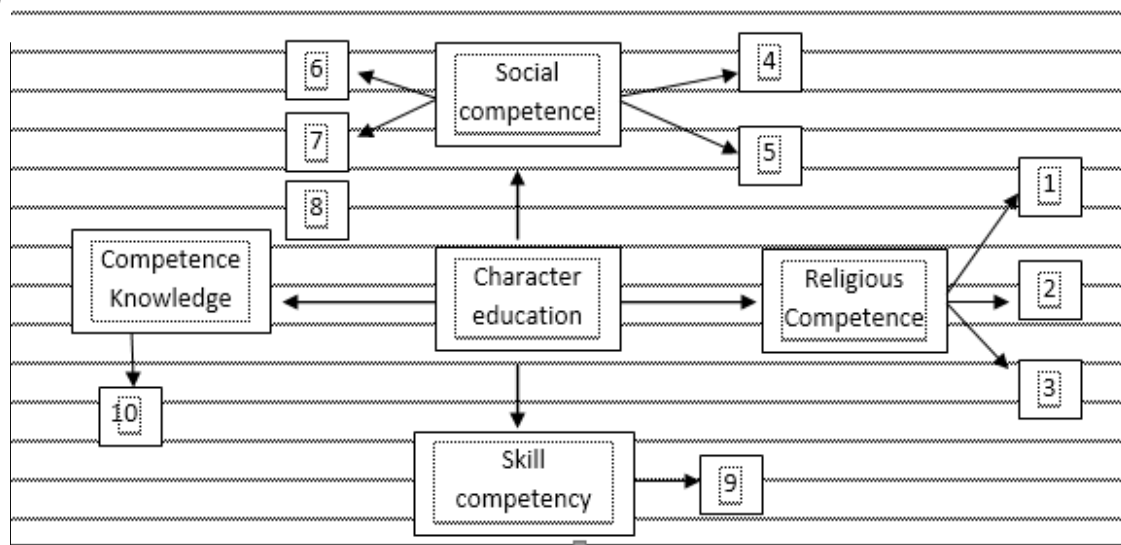 6
Social
competence
4
7
5
8
1
Competence
Knowledge
Character
education
Religious
Competence
2
10
3
Skill
competency
9